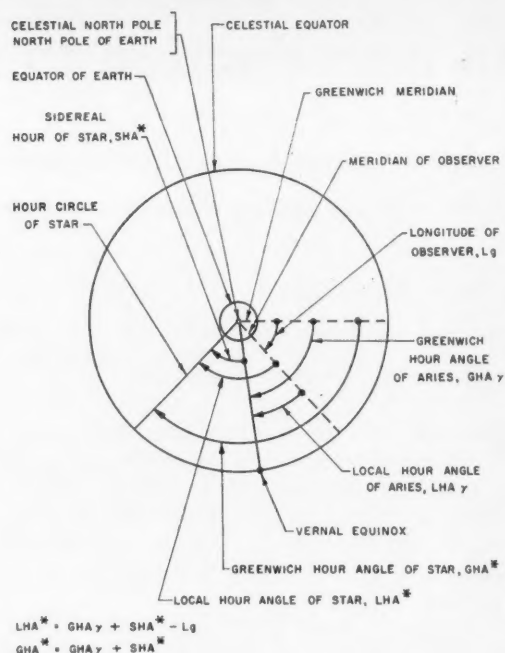 CELESTIAL NORTH POLE
NORTH POLE OF EARTH
CELESTIAL EQUATOR
EQUATOR OF EARTH
GREENWICH MERIDIAN
SIDEREAL
HOUR OF STAR, SHA*
MERIDIAN OF OBSERVER
HOUR CIRCLE
OF STAR
LONGITUDE OF
OBSERVER, Lg
GREENWICH
HOUR ANGLE
OF ARIES, GHA γ
LOCAL HOUR ANGLE
OF ARIES, LHA γ
VERNAL EQUINOX
GREENWICH HOUR ANGLE OF STAR, GHA*
LOCAL HOUR ANGLE OF STAR, LHA*
LHA* = GHA γ + SHA* - Lg
GHA* = GHA γ + SHA*